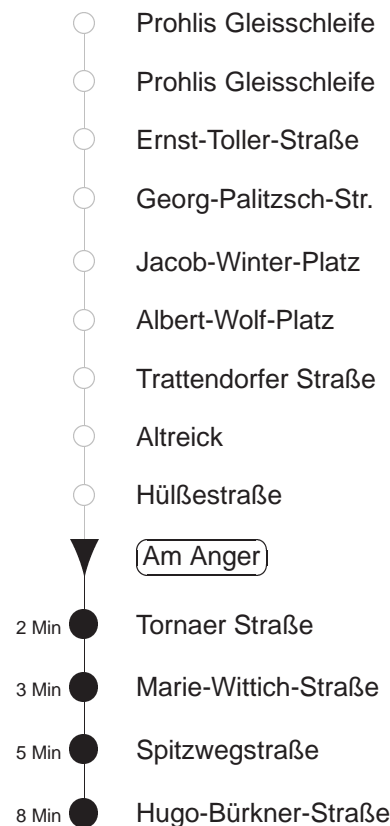 Prohlis Gleisschleife
Prohlis Gleisschleife
Ernst-Toller-Straße
Georg-Palitzsch-Str.
Jacob-Winter-Platz
Albert-Wolf-Platz
Trattendorfer Straße
Altreick
Hülßestraße
Am Anger
2 Min Tornaer Straße
3 Min Marie-Wittich-Straße
5 Min Spitzwegstraße
8 Min Hugo-Bürkner-Straße